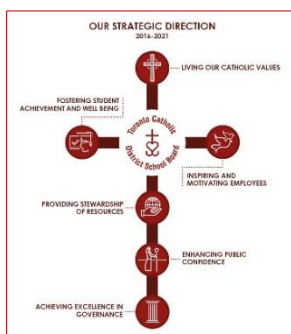 OUR STRATEGIC DIRECTION
2016-2021
LIVING OUR CATHOLIC VALUES
FOSTERING STUDENT
ACHIEVEMENT AND WELL BEING
Toronto Catholic
District School Board
INSPIRING AND
MOTIVATING EMPLOYEES
PROVIDING STEWARDSHIP
OF RESOURCES
ENHANCING PUBLIC
CONFIDENCE
ACHIEVING EXCELLENCE IN
GOVERNANCE